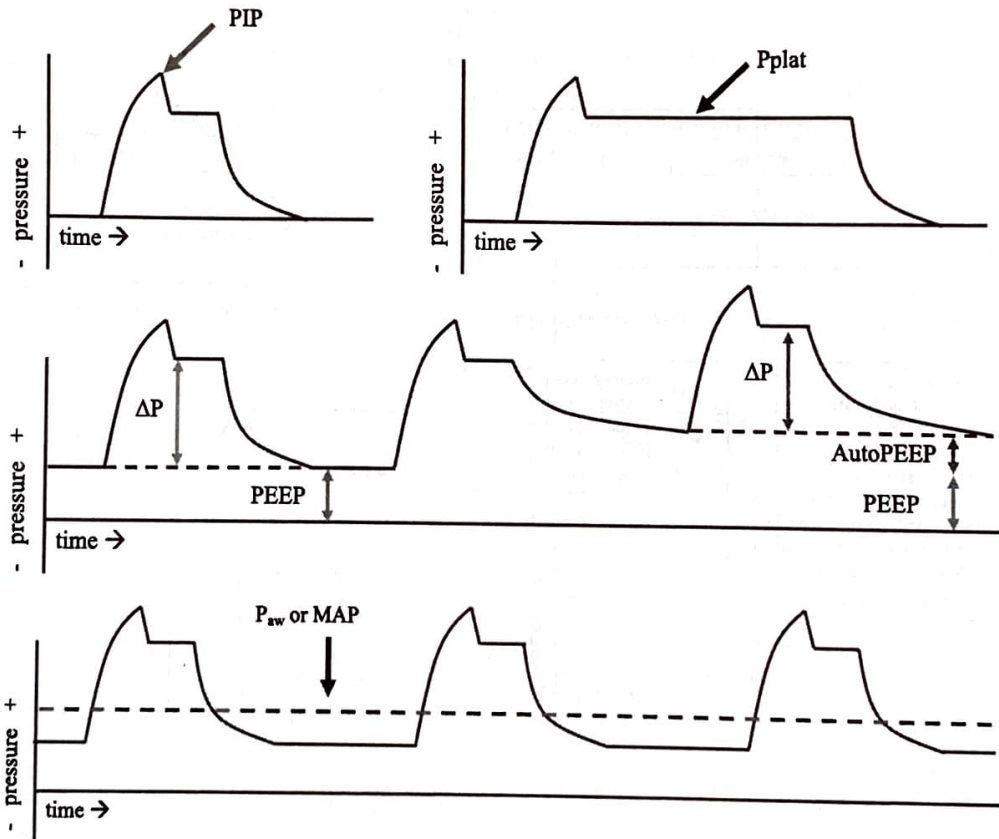 PIP
- pressure +
time →
Pplat
- pressure +
time →
ΔP
ΔP
PEEP
AutoPEEP
PEEP
- pressure +
time →
Paw or MAP
- pressure +
time →